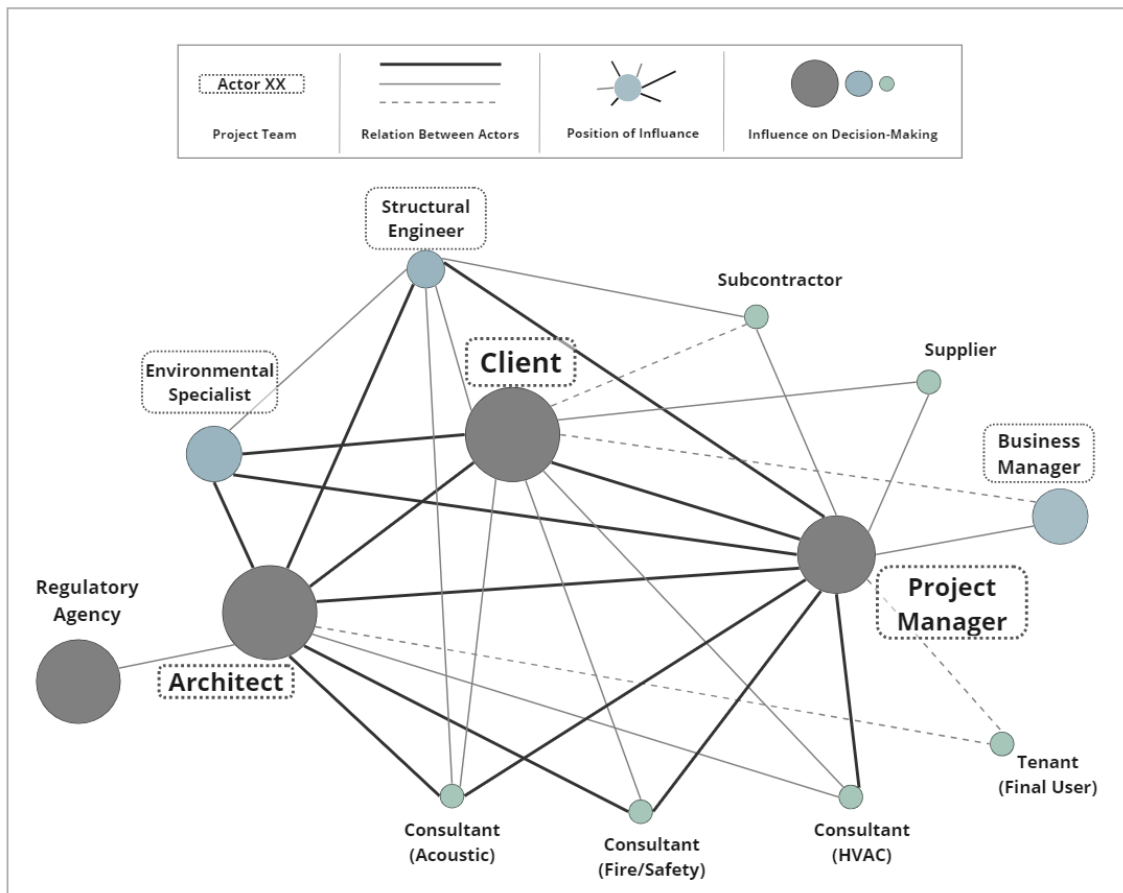 Actor XX
Project Team
Relation Between Actors
Position of Influance
Influence on Decision-Making
Structural
Engineer
Subcontractor
Client
Supplier
Environmental
Specialist
Business
Manager
Regulatory
Agency
Project
Manager
Architect
Tenant
(Final User)
Consultant
(Acoustic)
Consultant
(Fire/Safety)
Consultant
(HVAC)